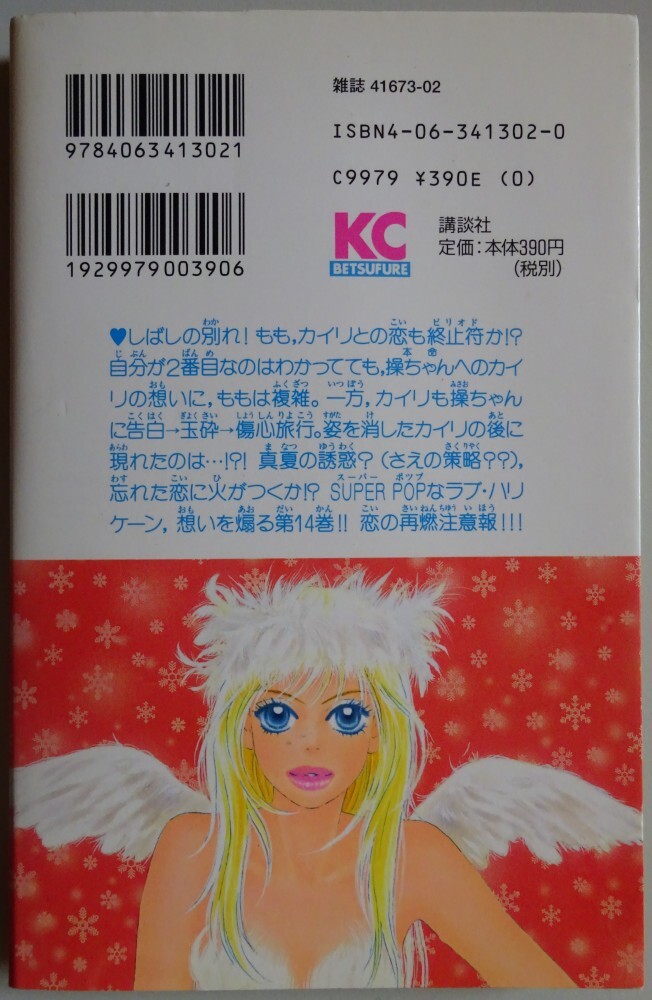 雑誌 41673-02
9784063413021
ISBN4-06-341302-0
C9979 ¥390E (0)
1929979003906
KC
BETSUFURE
講談社
定価：本体390円
（税別）
♥しばしの別れ！もも，カイリとの恋も終止符か！？
自分が2番目なのはわかってても，操ちゃんへのカイ
リの想いに，ももは複雑。一方，カイリも操ちゃん
に告白→玉砕→傷心旅行。姿を消したカイリの後に
現れたのは…！？！ 真夏の誘惑？（さえの策略？？），
忘れた恋に火がつくか！？ SUPER POPなラブ・ハリ
ケーン，想いを煽る第14巻！！ 恋の再燃注意報！！！